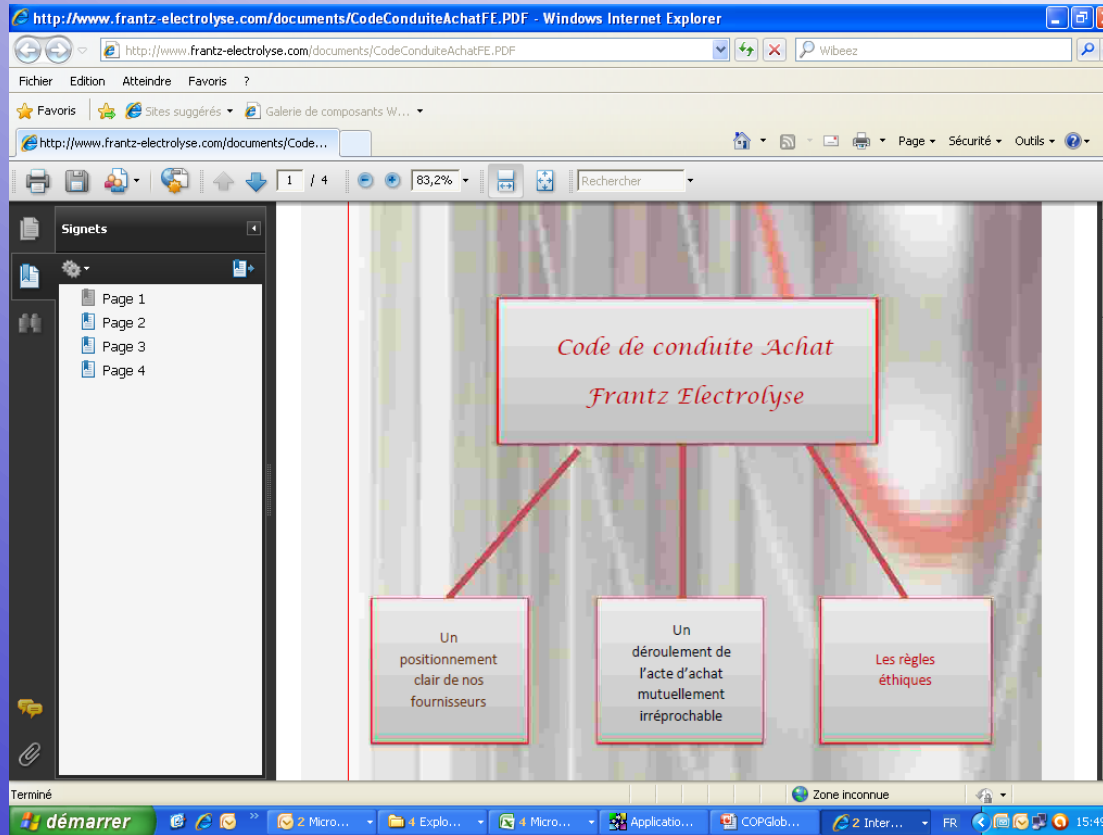 http://www.frantz-electrolyse.com/documents/CodeConduiteAchatFE.PDF - Windows Internet Explorer
http://www.frantz-electrolyse.com/documents/CodeConduiteAchatFE.PDF
Wibeez
Fichier Edition Atteindre Favoris ?
Favoris Sites suggérés Galerie de composants W...
http://www.frantz-electrolyse.com/documents/Code...
Page Sécurité Outils
1 / 4 83,2% Rechercher
Signets
Page 1
Page 2
Page 3
Page 4
Code de conduite Achat
Frantz Electrolyse
Un
positionnement
clair de nos
fournisseurs
Un
déroulement de
l'acte d'achat
mutuellement
irréprochable
Les règles
éthiques
Terminé Zone inconnue
démarrer 2 Micro... 4 Explo... 4 Micro... Applicatio... COPGlob... 2 Inter... FR 15:49